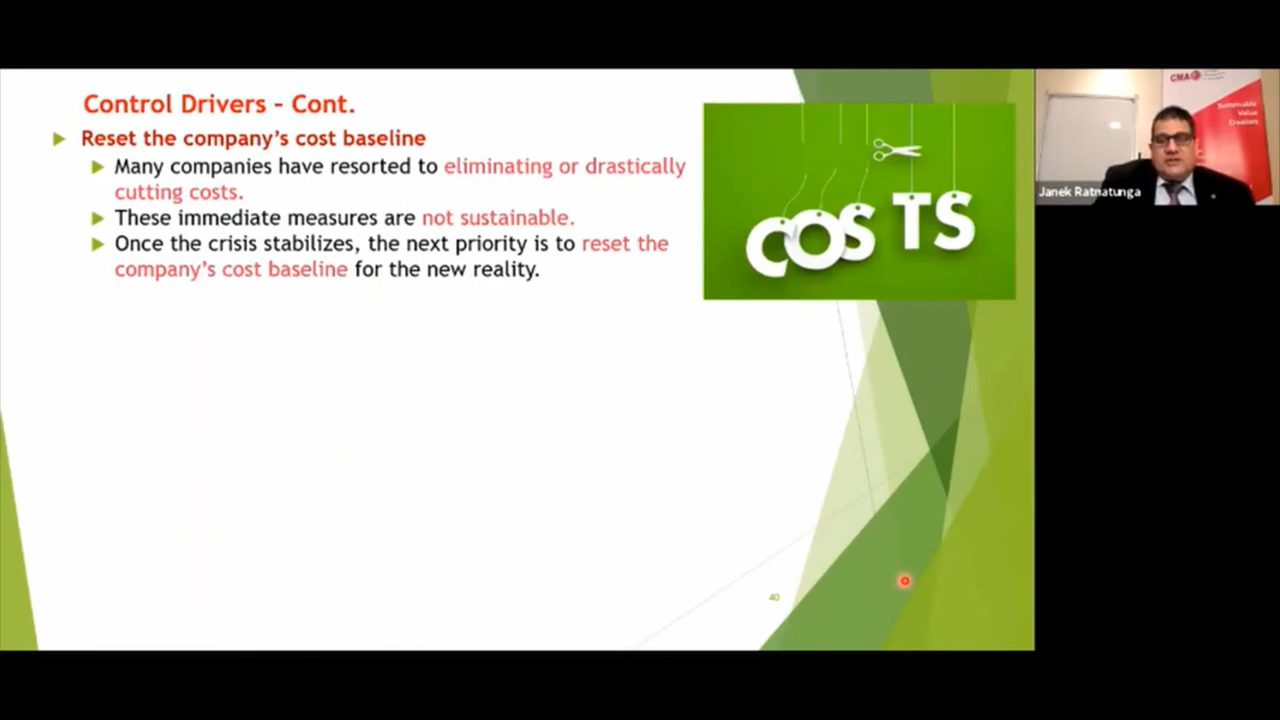 Control Drivers – Cont.
Reset the company's cost baseline
Many companies have resorted to eliminating or drastically
cutting costs.
These immediate measures are not sustainable.
Once the crisis stabilizes, the next priority is to reset the
company's cost baseline for the new reality.
COSTS
40
CMA
Sustainable
Value
Creators
Janek Ratnatunga